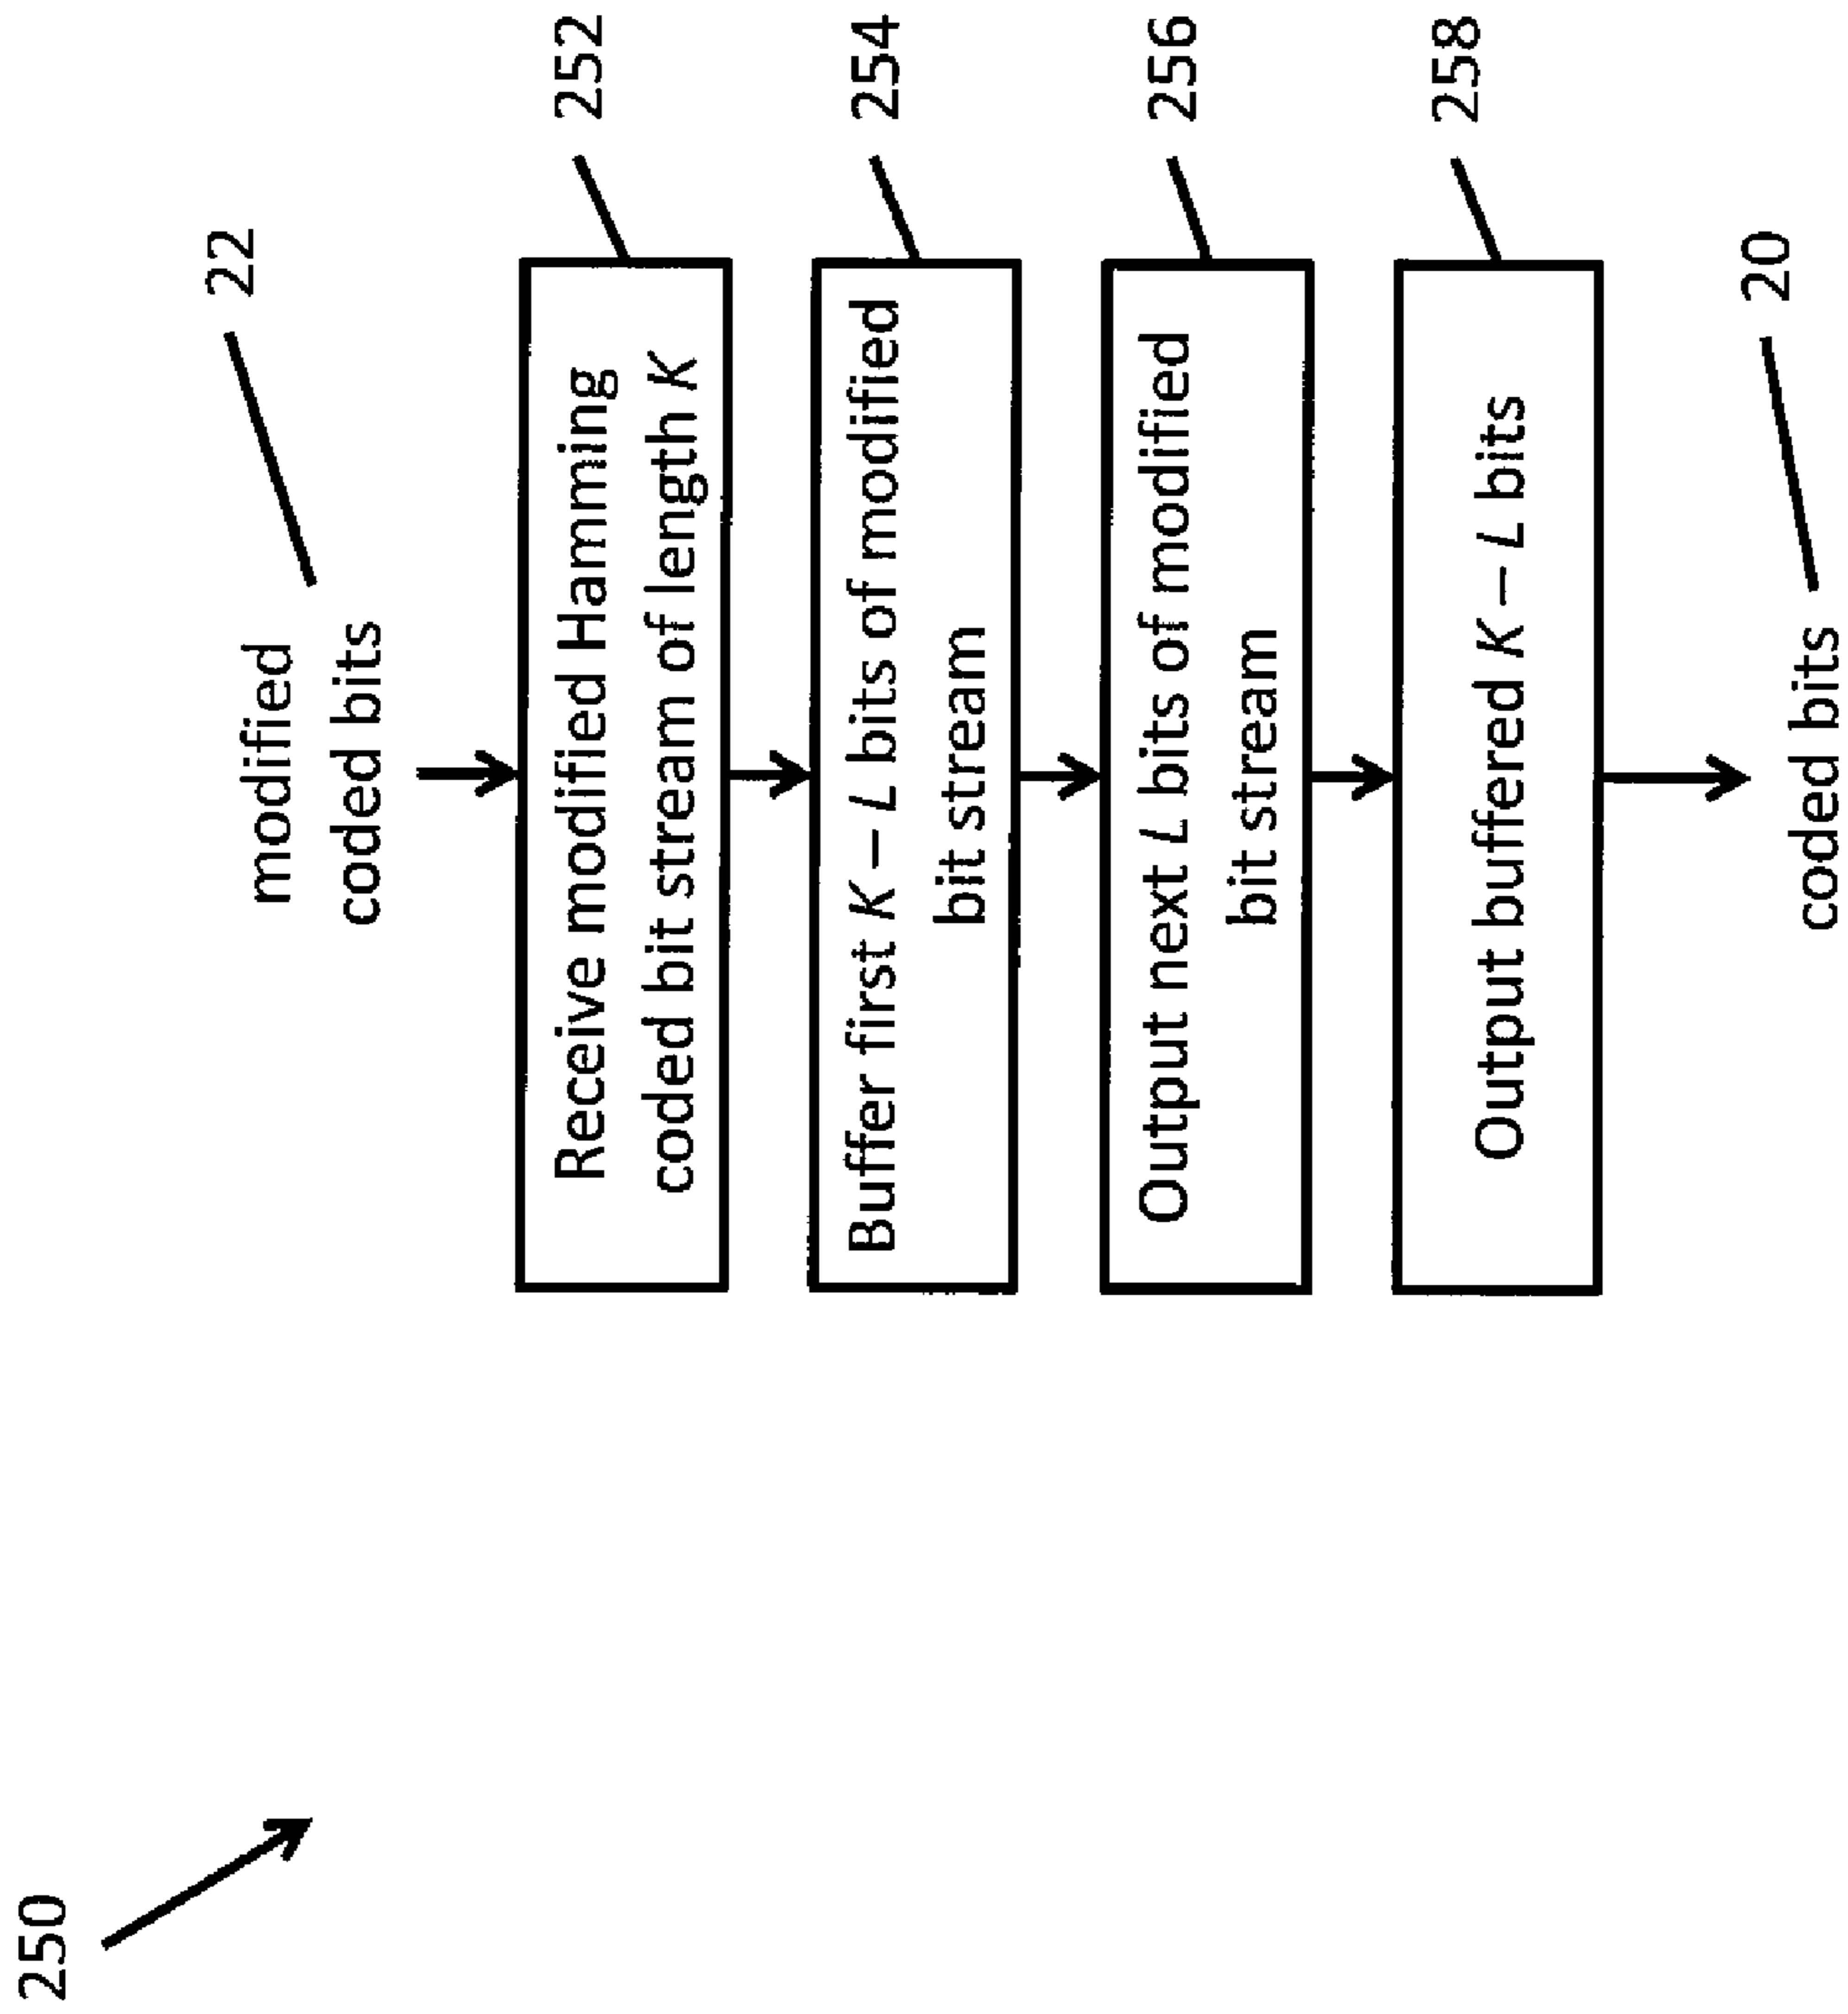 250
22
modified
coded bits
252
Receive modified Hamming
coded bit stream of length K
254
Buffer first K – L bits of modified
bit stream
256
Output next L bits of modified
bit stream
258
Output buffered K – L bits
20
coded bits